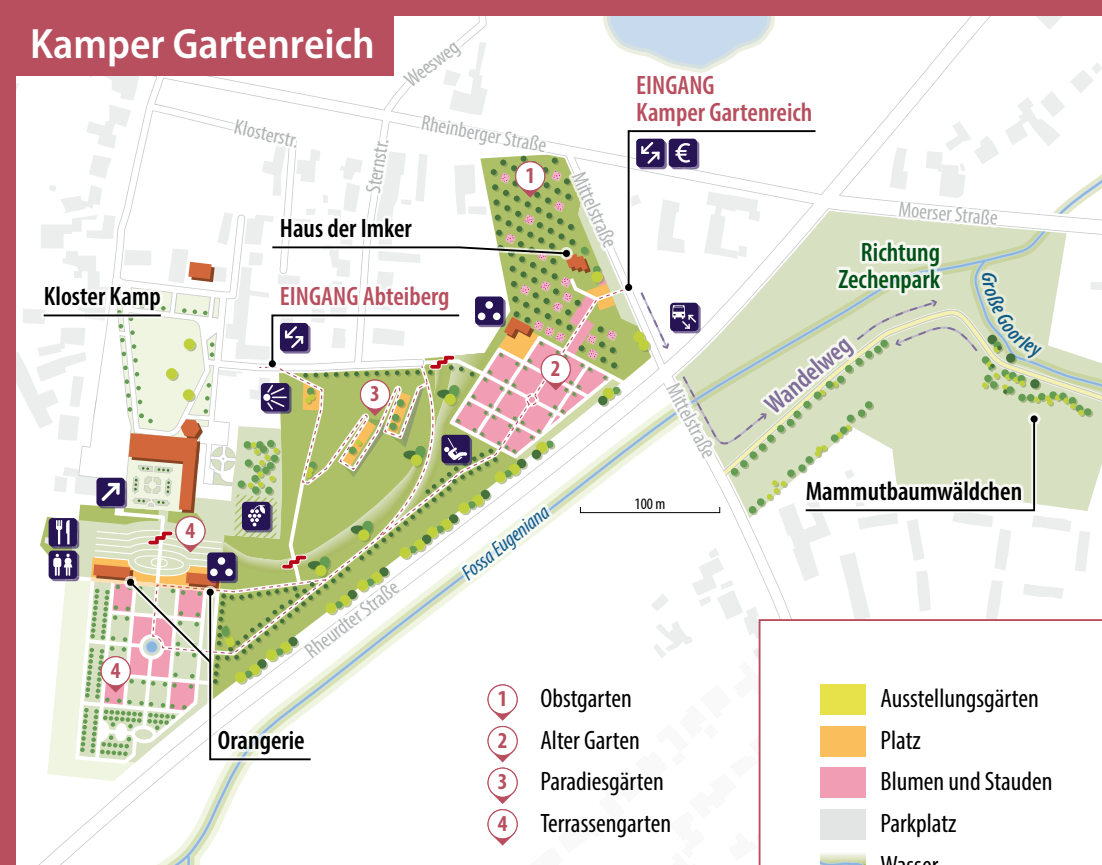 Kamper Gartenreich
Weesweg
EINGANG
Kamper Gartenreich
€
Klosterstr.
Rheinberger Straße
Sternstr.
1
Mittelstraße
Moerser Straße
Haus der Imker
Richtung
Zechenpark
Kloster Kamp
EINGANG Abteiberg
Große Goorley
Wandelweg
2
3
Mittelstraße
Mammutbaumwäldchen
100 m
4
Fossa Eugeniana
Rheurdter Straße
4
Orangerie
1 Obstgarten
2 Alter Garten
3 Paradiesgärten
4 Terrassengarten
Ausstellungsgärten
Platz
Blumen und Stauden
Parkplatz
Wasser